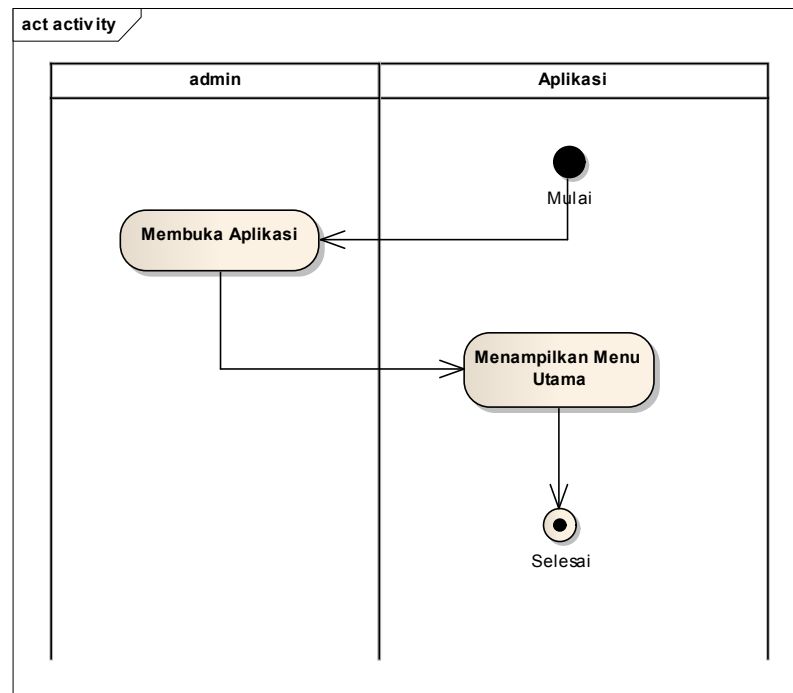 act activity
admin
Aplikasi
Mulai
Membuka Aplikasi
Menampilkan Menu
Utama
Selesai